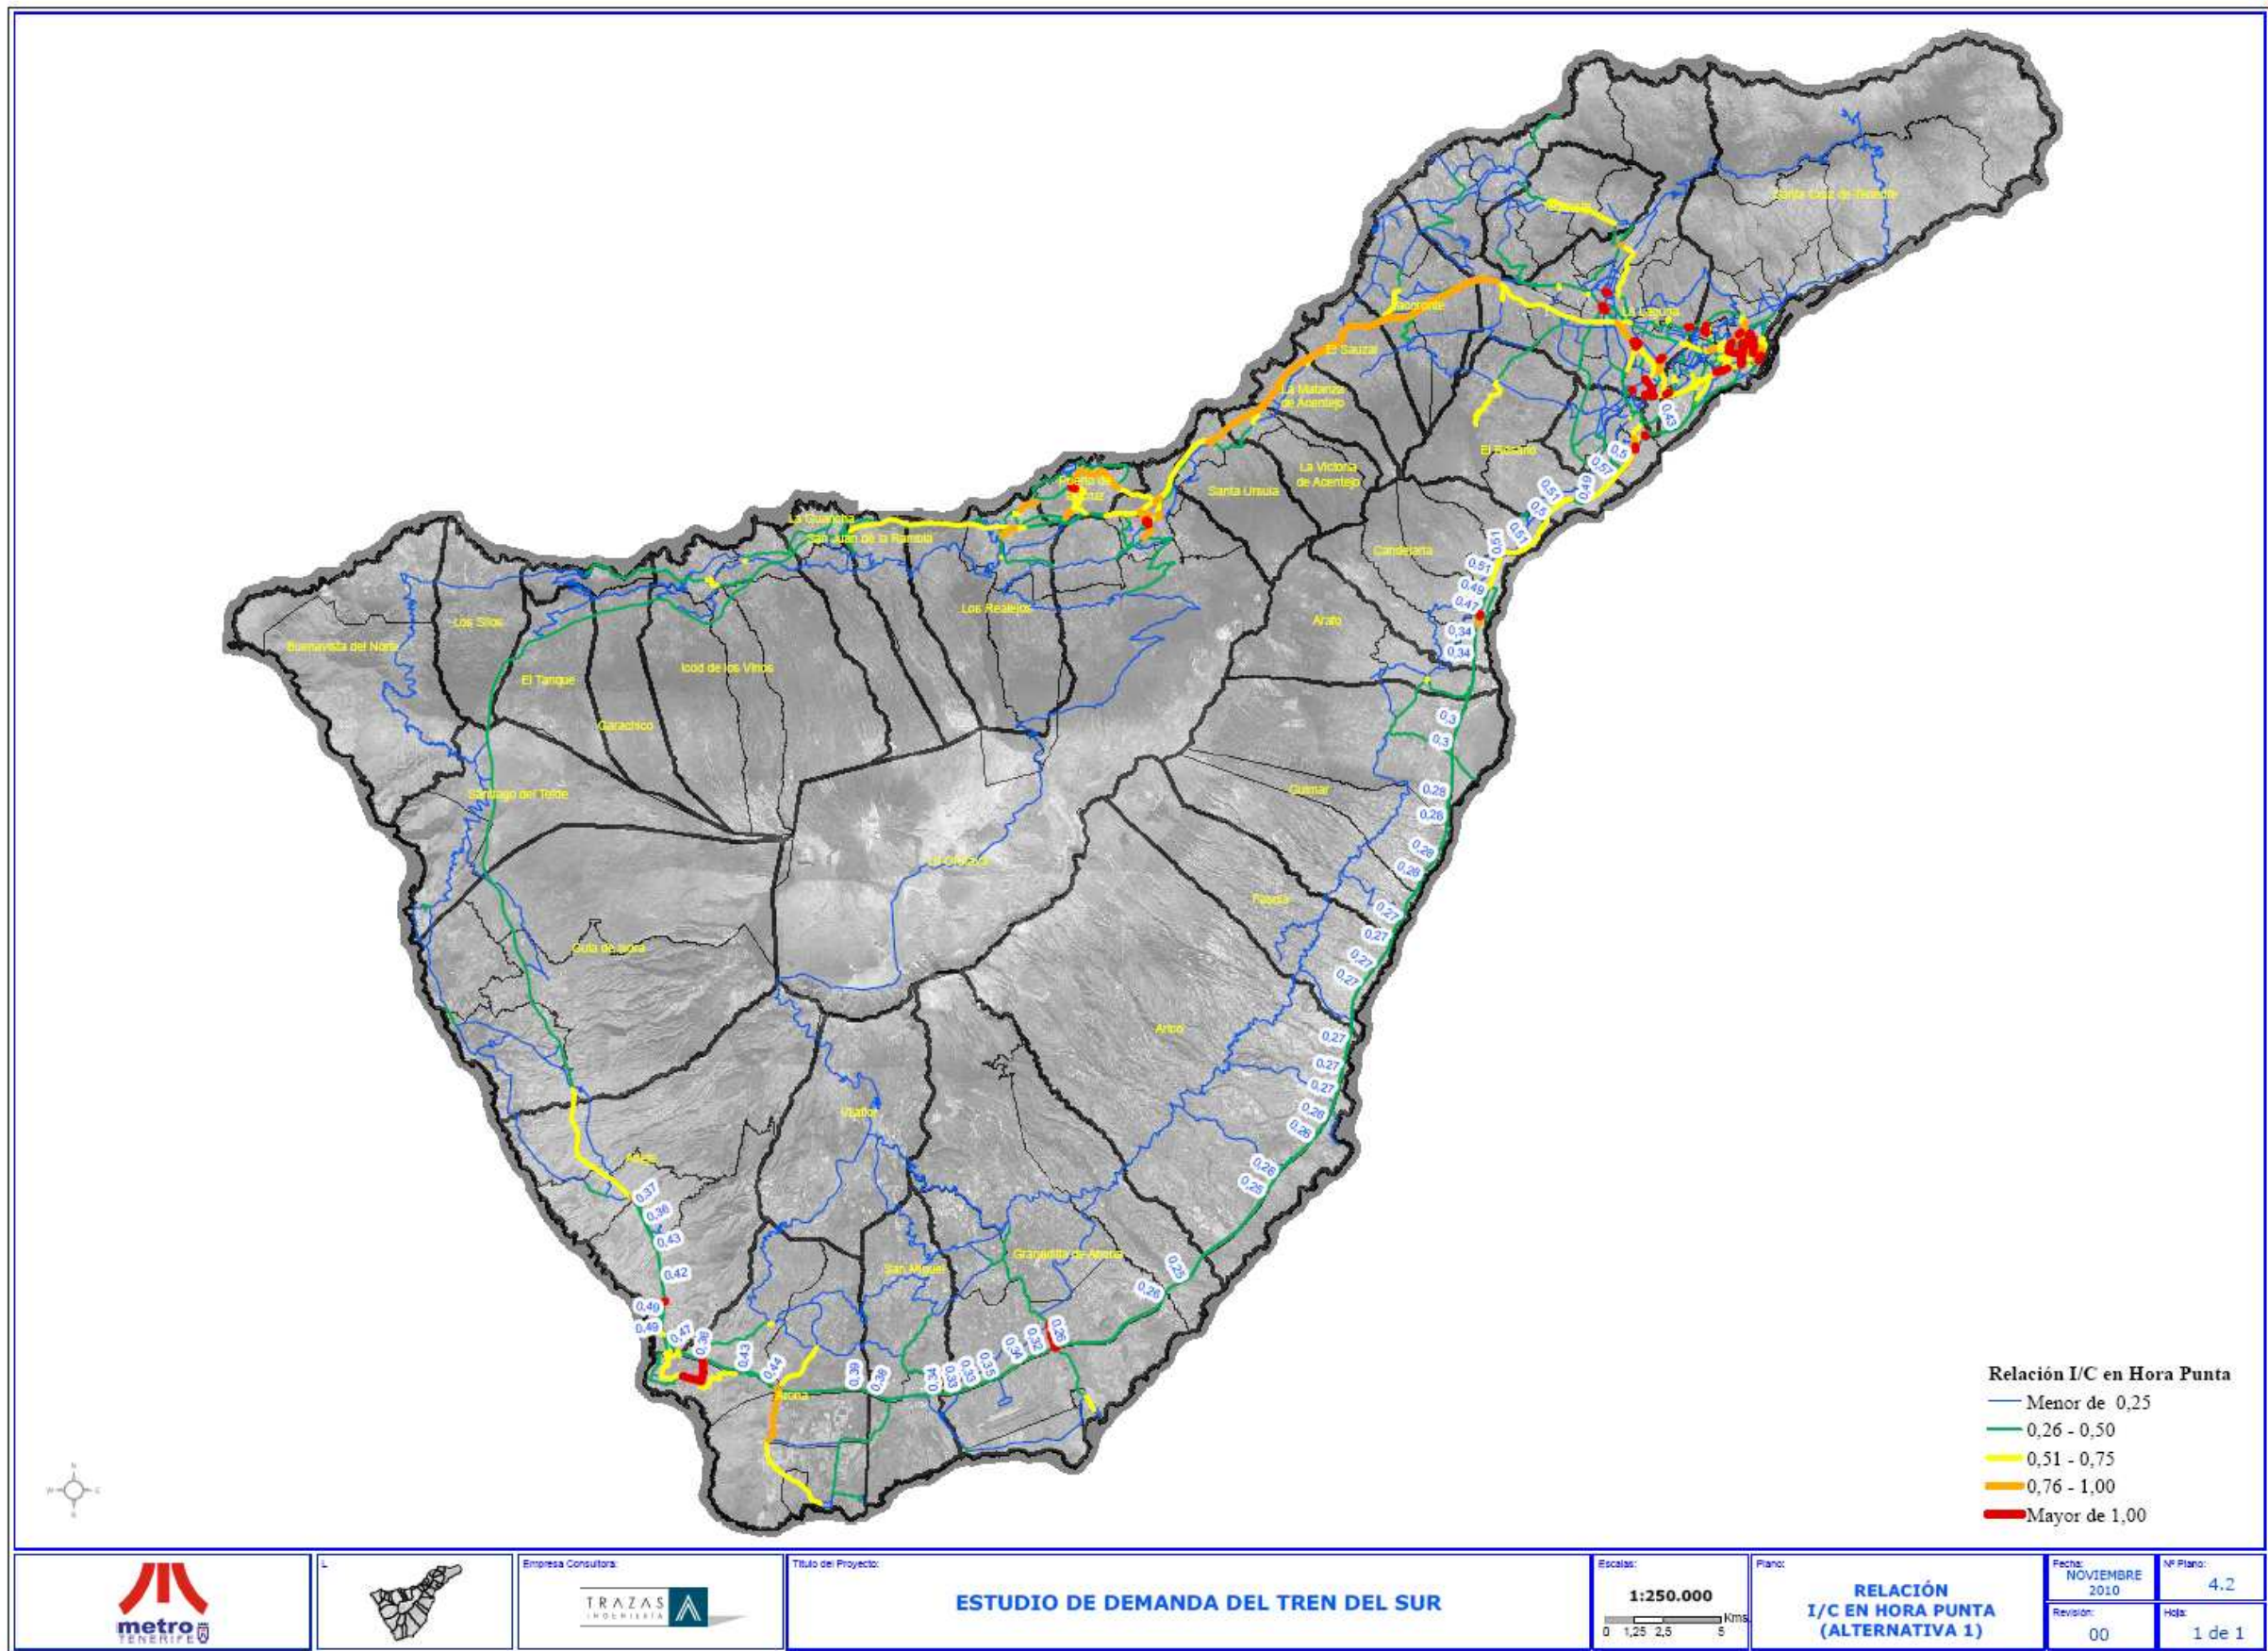 Santa Cruz de Tenerife
La Laguna
Tacoronte
El Sauzal
La Matanza
de Acentejo
El Rosario
La Victoria
de Acentejo
Santa Ursula
Puerto de
la Cruz
La Guancha
San Juan de la Rambla
Candelaria
Los Realejos
Arafo
Los Silos
Buenavista del Norte
El Tanque
Icod de los Vinos
Garachico
Santiago del Teide
Guimar
La Orotava
Fasnia
Guia de Isora
Arico
Vilaflor
Granadilla de Abona
San Miguel
Arona
0,43
0,5
0,57
0,49
0,51
0,5
0,51
0,51
0,51
0,49
0,47
0,34
0,34
0,3
0,3
0,28
0,28
0,28
0,28
0,27
0,27
0,27
0,27
0,27
0,27
0,27
0,26
0,26
0,26
0,25
0,25
0,26
0,26
0,32
0,34
0,35
0,33
0,33
0,34
0,38
0,39
0,44
0,43
0,36
0,47
0,49
0,49
0,42
0,43
0,36
0,37
Relación I/C en Hora Punta
Menor de 0,25
0,26 - 0,50
0,51 - 0,75
0,76 - 1,00
Mayor de 1,00
N
W
E
S
metro
TENERIFE
L
Empresa Consultora:
TRAZAS
INGENIERÍA
Título del Proyecto:
ESTUDIO DE DEMANDA DEL TREN DEL SUR
Escalas:
1:250.000
Kms
0 1,25 2,5 5
Plano:
RELACIÓN
I/C EN HORA PUNTA
(ALTERNATIVA 1)
Fecha:
NOVIEMBRE
2010
Nº Plano:
4.2
Revisión:
00
Hoja:
1 de 1